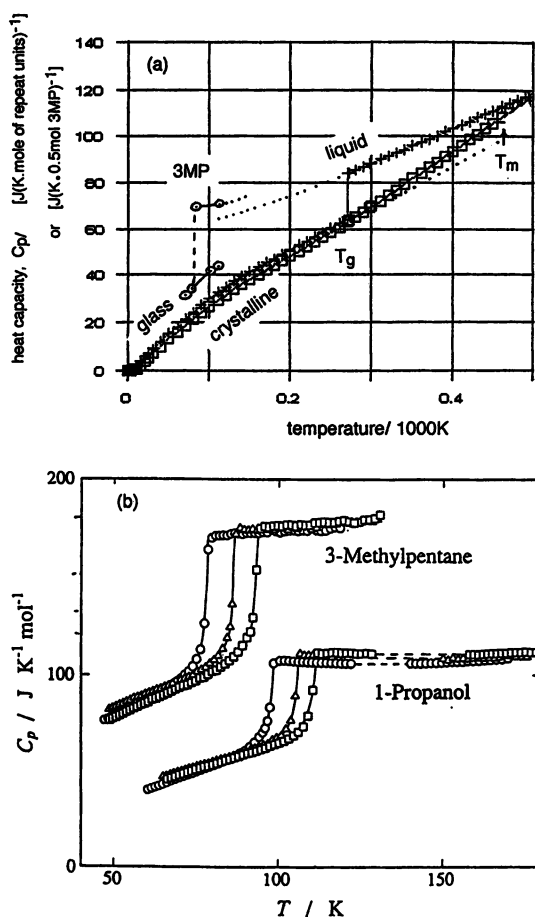 (a)
heat capacity, Cp/ [J(K.mole of repeat units)⁻¹]
or [J(K.0.5mol 3MP)⁻¹]
140
120
100
80
60
40
20
0
3MP
liquid
Tm
Tg
glass
crystalline
0
0.2
0.4
temperature/ 1000K
(b)
200
100
0
3-Methylpentane
1-Propanol
Cp / J K⁻¹ mol⁻¹
50
100
150
T / K